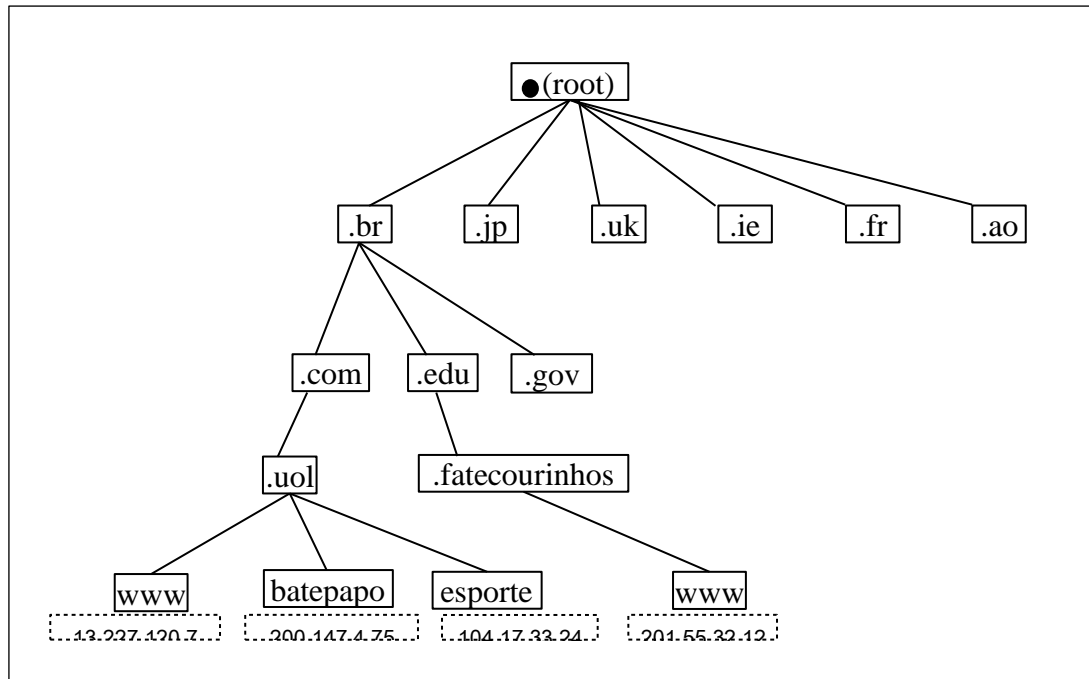 (root)
.br .jp .uk .ie .fr .ao
.com .edu .gov
.uol .fatecourinhos
www batepapo esporte www
13.227.120.7 200.147.4.75 104.17.33.24 201.55.32.12